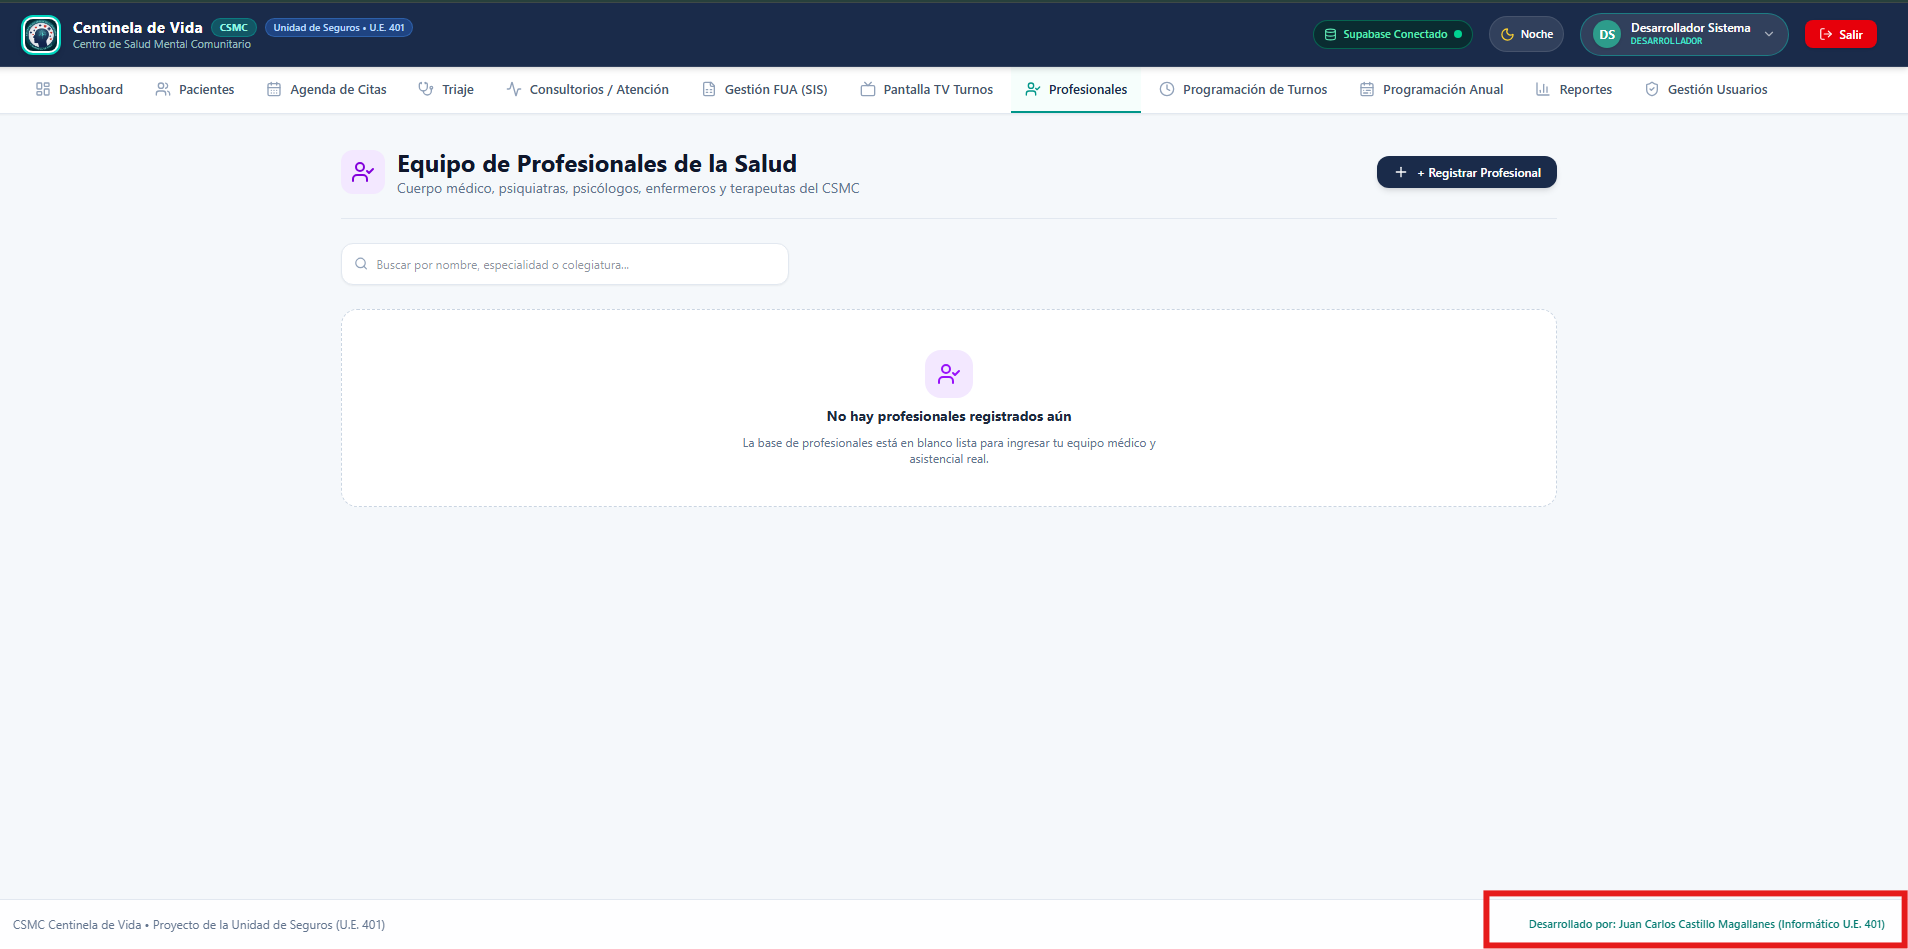 Centinela de Vida CSMC Unidad de Seguros • U.E. 401
Centro de Salud Mental Comunitario
Supabase Conectado
Noche
DS
Desarrollador Sistema
DESARROLLADOR
Salir
Dashboard Pacientes Agenda de Citas Triaje Consultorios / Atención Gestión FUA (SIS) Pantalla TV Turnos Profesionales Programación de Turnos Programación Anual Reportes Gestión Usuarios
Equipo de Profesionales de la Salud
Cuerpo médico, psiquiatras, psicólogos, enfermeros y terapeutas del CSMC
+ Registrar Profesional
Buscar por nombre, especialidad o colegiatura...
No hay profesionales registrados aún
La base de profesionales está en blanco lista para ingresar tu equipo médico y
asistencial real.
CSMC Centinela de Vida • Proyecto de la Unidad de Seguros (U.E. 401)
Desarrollado por: Juan Carlos Castillo Magallanes (Informático U.E. 401)